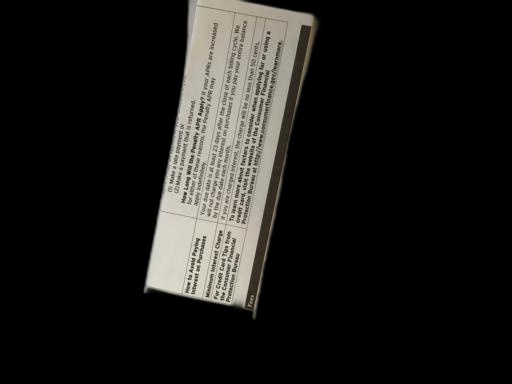 (1) Make a late payment or
(2) Make a payment that is returned.
How Long Will the Penalty APR Apply? If your APRs are increased
for either of these reasons, the Penalty APR may
apply indefinitely.
How to Avoid Paying
Interest on Purchases
Your due date is at least 23 days after the close of each billing cycle. We
will not charge you any interest on purchases if you pay your entire balance
by the due date each month.
Minimum Interest Charge
If you are charged interest, the charge will be no less than 50 cents.
For Credit Card Tips from
the Consumer Financial
Protection Bureau
To learn more about factors to consider when applying for or using a
credit card, visit the website of the Consumer Financial
Protection Bureau at http://www.consumerfinance.gov/learnmore.
Fees